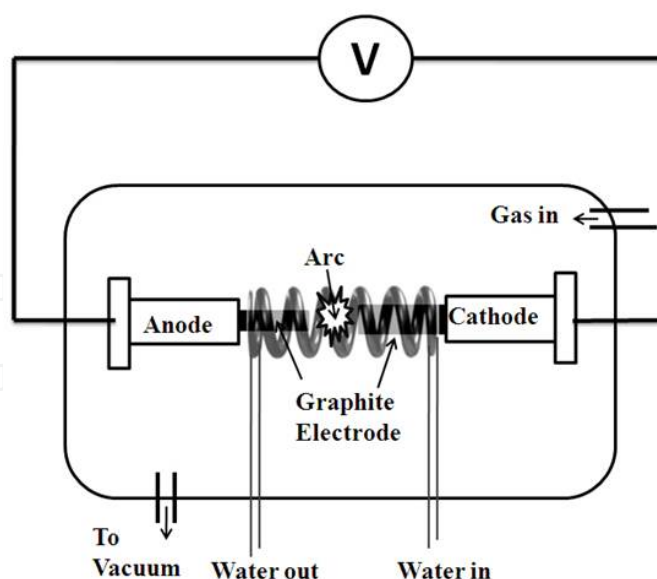 V
Gas in
Arc
Anode
Cathode
Graphite
Electrode
To
Vacuum
Water out
Water in